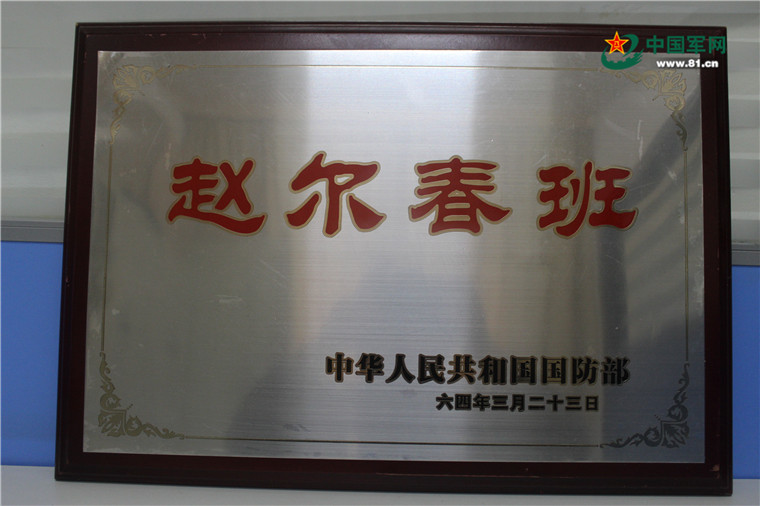 中国军网
www.81.cn
赵尔春班
中华人民共和国国防部
六四年三月二十三日